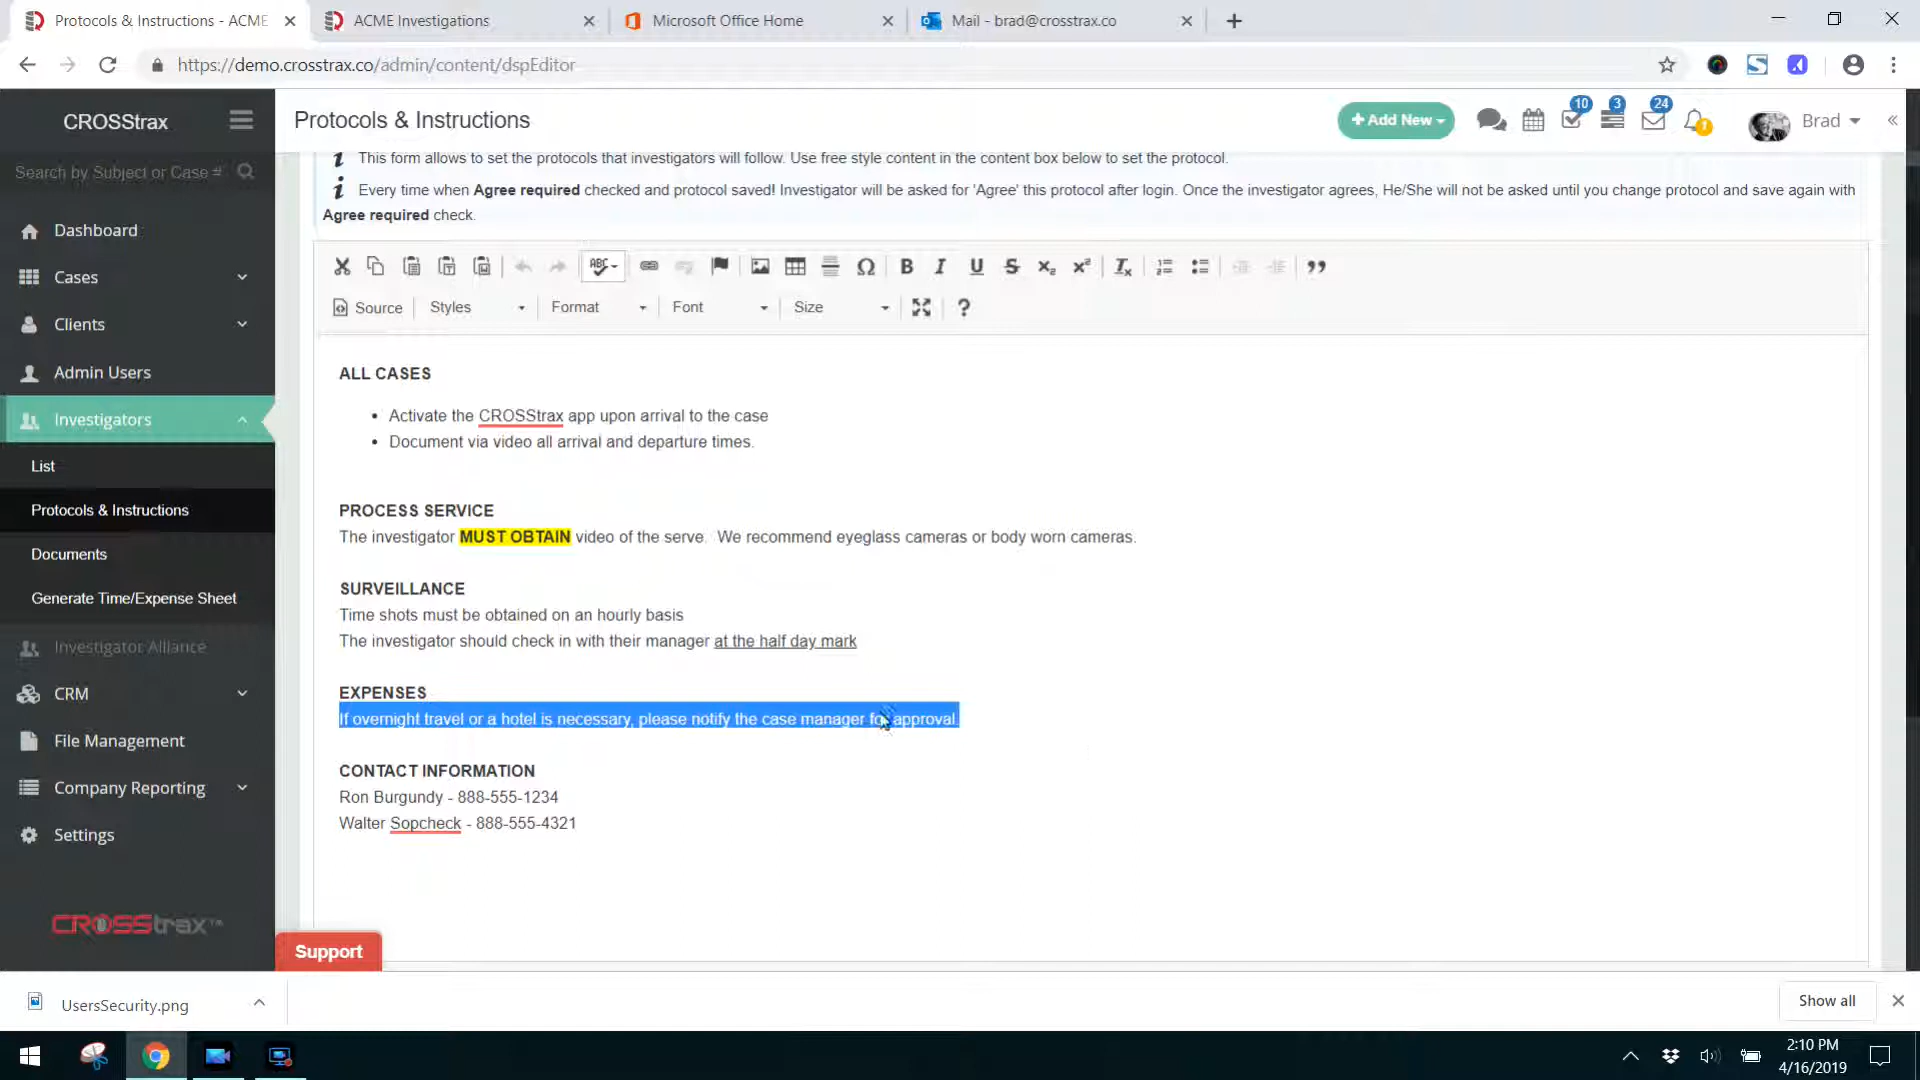 Protocols & Instructions - ACME
ACME Investigations
Microsoft Office Home
Mail - brad@crosstrax.co
https://demo.crosstrax.co/admin/content/dspEditor
CROSStrax
Protocols & Instructions
+ Add New
10
3
24
1
Brad
Search by Subject or Case #
Dashboard
Cases
Clients
Admin Users
Investigators
List
Protocols & Instructions
Documents
Generate Time/Expense Sheet
Investigator Alliance
CRM
File Management
Company Reporting
Settings
CROSStrax™
Support
This form allows to set the protocols that investigators will follow. Use free style content in the content box below to set the protocol.
Every time when Agree required checked and protocol saved! Investigator will be asked for 'Agree' this protocol after login. Once the investigator agrees, He/She will not be asked until you change protocol and save again with
Agree required check.
ABC
Source
Styles
Format
Font
Size
ALL CASES
• Activate the CROSStrax app upon arrival to the case
• Document via video all arrival and departure times.
PROCESS SERVICE
The investigator MUST OBTAIN video of the serve. We recommend eyeglass cameras or body worn cameras.
SURVEILLANCE
Time shots must be obtained on an hourly basis
The investigator should check in with their manager at the half day mark
EXPENSES
If overnight travel or a hotel is necessary, please notify the case manager for approval.
CONTACT INFORMATION
Ron Burgundy - 888-555-1234
Walter Sopcheck - 888-555-4321
UsersSecurity.png
Show all
2:10 PM
4/16/2019